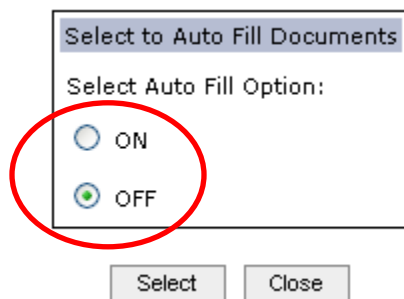 Select to Auto Fill Documents
Select Auto Fill Option:
ON
OFF
Select Close